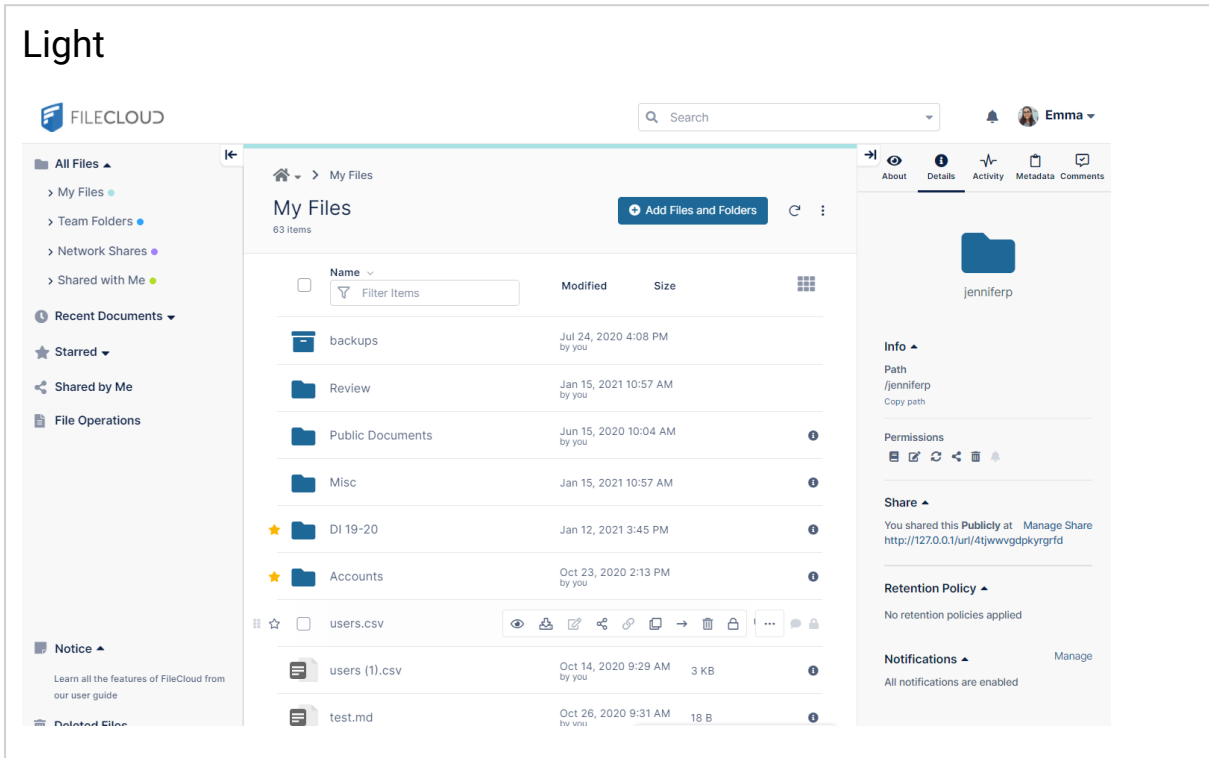 Light
FILECLOUD
Search
Emma
All Files
My Files
Team Folders
Network Shares
Shared with Me
Recent Documents
Starred
Shared by Me
File Operations
Notice
Learn all the features of FileCloud from
our user guide
Deleted Files
My Files
My Files
63 items
Add Files and Folders
Name
Filter Items
Modified Size
backups Jul 24, 2020 4:08 PM
by you
Review Jan 15, 2021 10:57 AM
by you
Public Documents Jun 15, 2020 10:04 AM
by you
Misc Jan 15, 2021 10:57 AM
DI 19-20 Jan 12, 2021 3:45 PM
Accounts Oct 23, 2020 2:13 PM
by you
users.csv
users (1).csv Oct 14, 2020 9:29 AM 3 KB
by you
test.md Oct 26, 2020 9:31 AM 18 B
by you
About Details Activity Metadata Comments
jenniferp
Info
Path
/jenniferp
Copy path
Permissions
Share
You shared this Publicly at Manage Share
http://127.0.0.1/url/4tjwwvgdpkyrgrfd
Retention Policy
No retention policies applied
Notifications Manage
All notifications are enabled